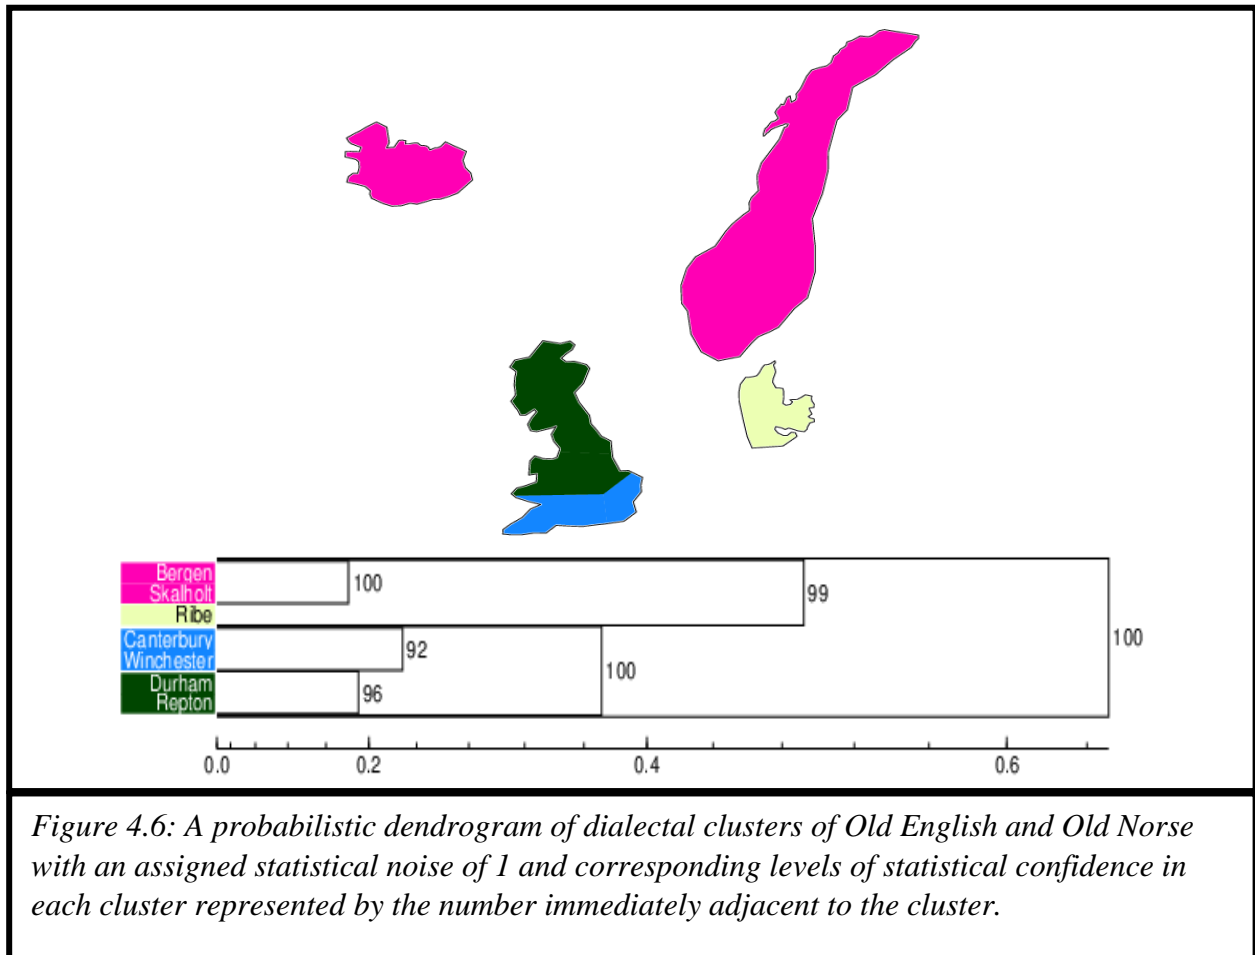 Bergen
Skalholt
Ribe
Canterbury
Winchester
Durham
Repton
100
99
92
96
100
100
0.0 0.2 0.4 0.6
Figure 4.6: A probabilistic dendrogram of dialectal clusters of Old English and Old Norse
with an assigned statistical noise of 1 and corresponding levels of statistical confidence in
each cluster represented by the number immediately adjacent to the cluster.